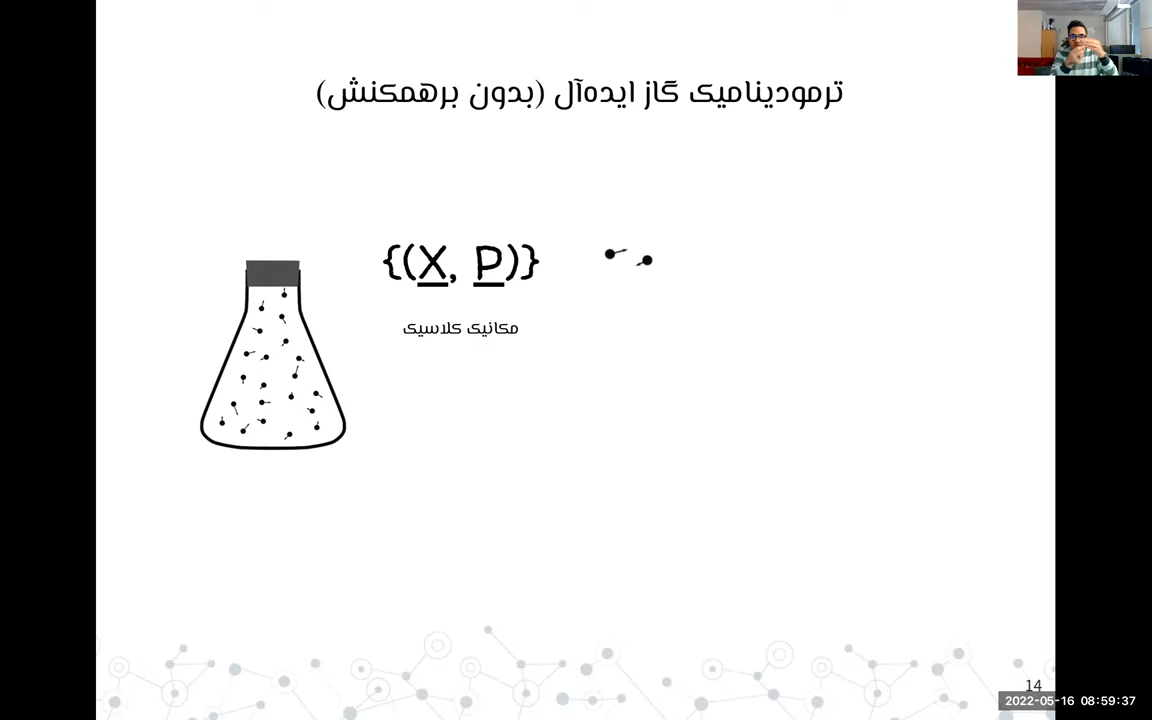 ترمودینامیک گاز ایده‌آل (بدون برهمکنش)
{(X, P)}
مکانیک کلاسیک
14
2022-05-16 08:59:37